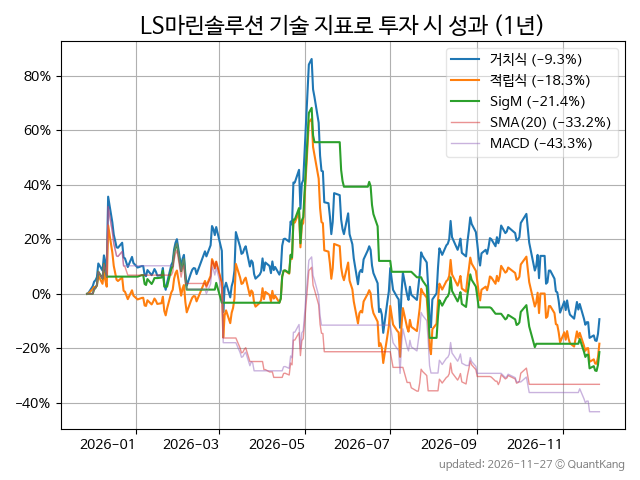 LS마린솔루션 기술 지표로 투자 시 성과 (1년)
거치식 (−9.3%)
적립식 (−18.3%)
SigM (−21.4%)
SMA(20) (−33.2%)
MACD (−43.3%)
80%
60%
40%
20%
0%
−20%
−40%
2026-01 2026-03 2026-05 2026-07 2026-09 2026-11
updated: 2026-11-27 © QuantKang